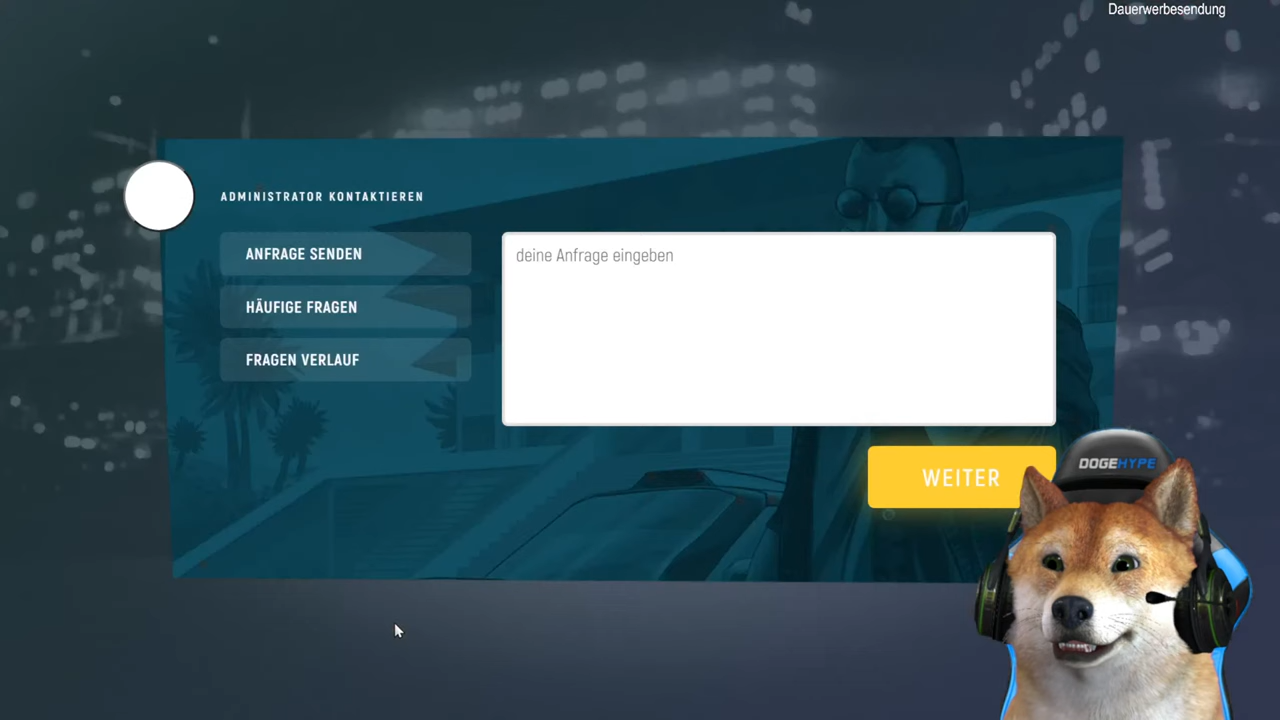 Dauerwerbesendung
ADMINISTRATOR KONTAKTIEREN
ANFRAGE SENDEN
deine Anfrage eingeben
HÄUFIGE FRAGEN
FRAGEN VERLAUF
WEITER
DOGEHYPE